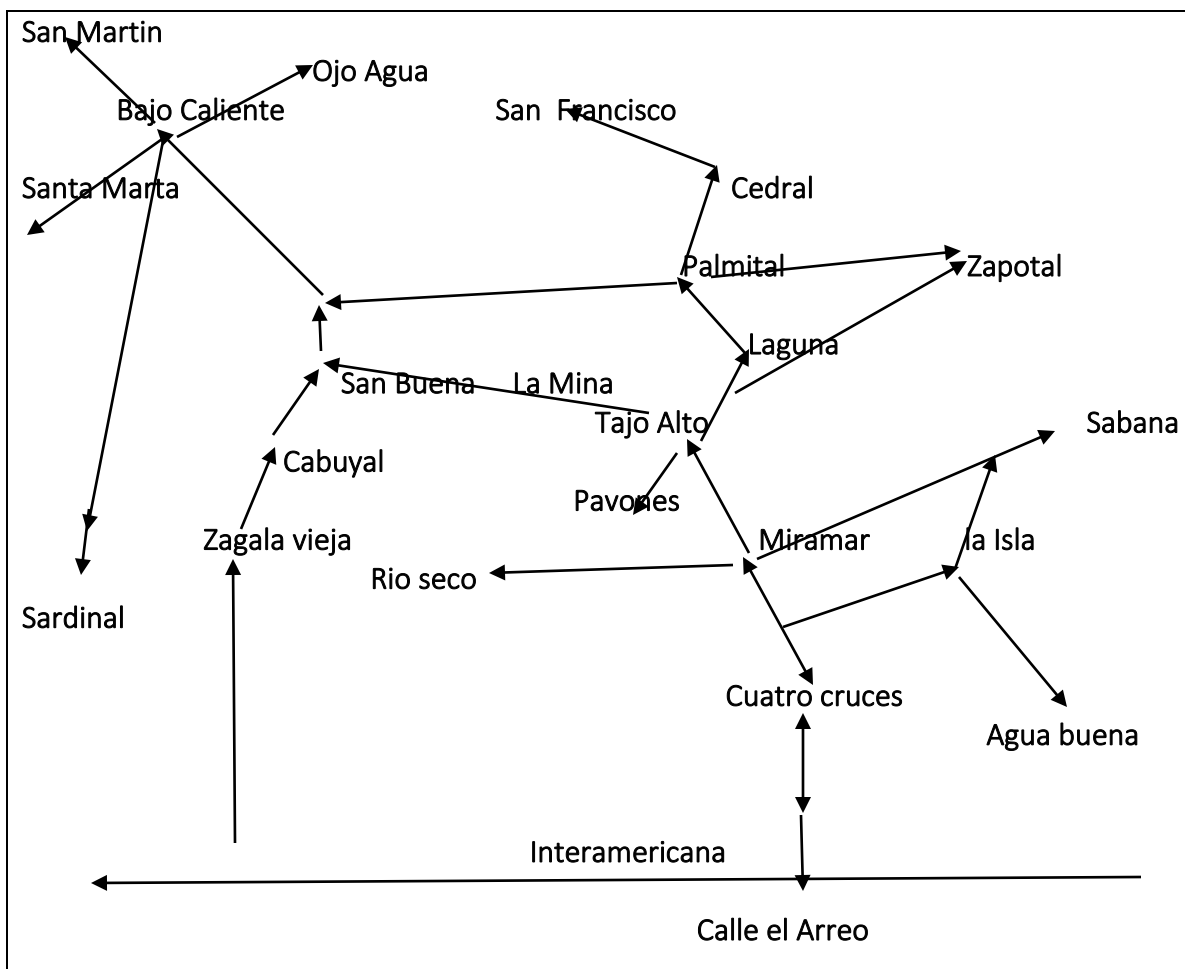 San Martin
Ojo Agua
Bajo Caliente
San Francisco
Santa Marta
Cedral
Palmital
Zapotal
Laguna
San Buena
La Mina
Tajo Alto
Sabana
Cabuyal
Pavones
Zagala vieja
Miramar
la Isla
Rio seco
Sardinal
Cuatro cruces
Agua buena
Interamericana
Calle el Arreo